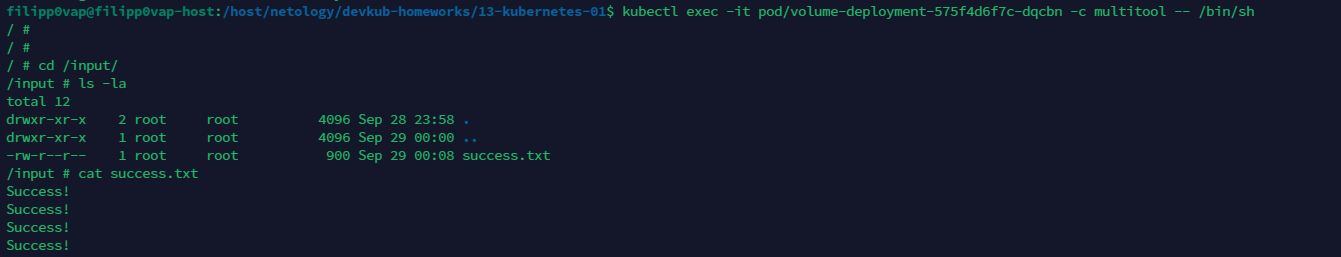 filipp0vap@filipp0vap-host:/host/netology/devkub-homeworks/13-kubernetes-01$ kubectl exec -it pod/volume-deployment-575f4d6f7c-dqcbn -c multitool -- /bin/sh
/ #
/ #
/ # cd /input/
/input # ls -la
total 12
drwxr-xr-x    2 root     root          4096 Sep 28 23:58 .
drwxr-xr-x    1 root     root          4096 Sep 29 00:00 ..
-rw-r--r--    1 root     root           900 Sep 29 00:08 success.txt
/input # cat success.txt
Success!
Success!
Success!
Success!